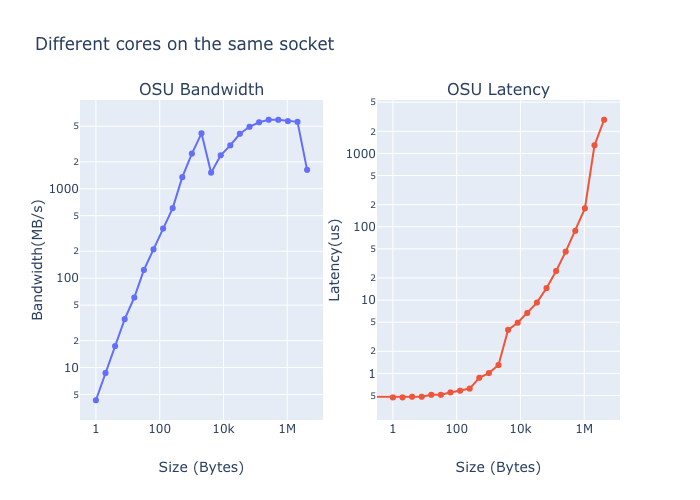 Different cores on the same socket
OSU Bandwidth
OSU Latency
Bandwidth(MB/s)
5
2
1000
5
2
100
5
2
10
5
1
100
10k
1M
Size (Bytes)
Latency(us)
5
2
1000
5
2
100
5
2
10
5
2
1
5
1
100
10k
1M
Size (Bytes)